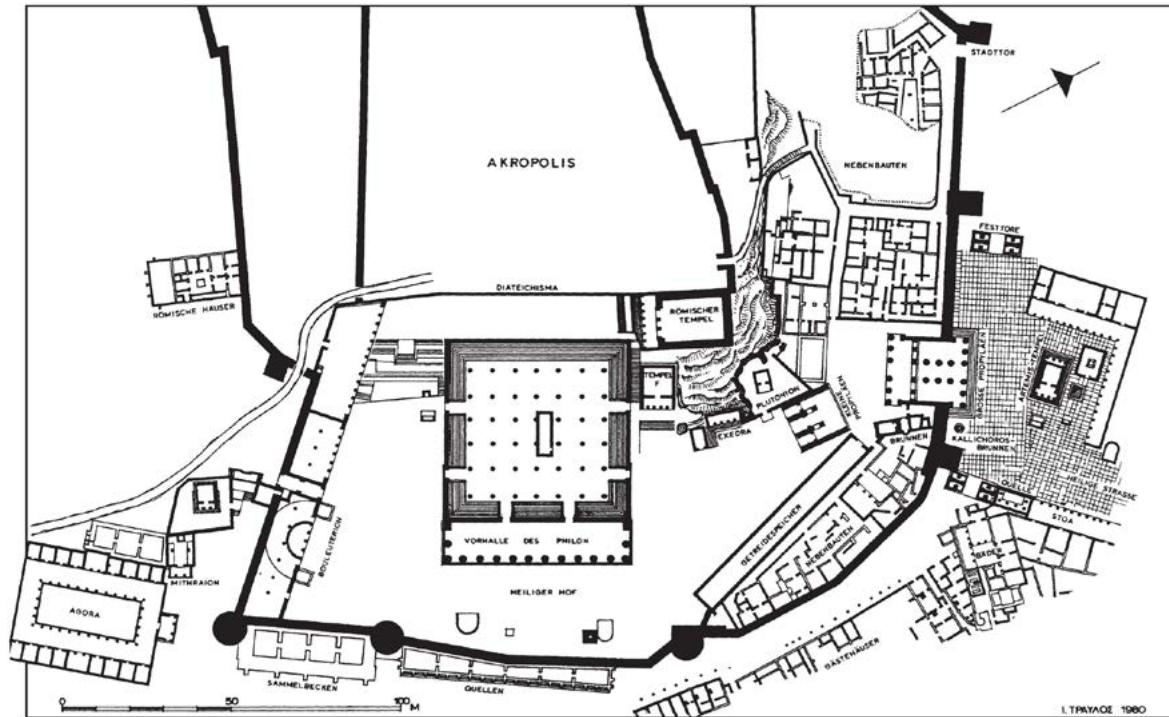 STADTTOR
AKROPOLIS
NEBENBAUTEN
FESTTORE
DIATEICHISMA
RÖMISCHE HÄUSER
RÖMISCHER
TEMPEL
TEMPEL
F
PLUTONION
KLEINE
PROPYLÄEN
GROSSE PROPYLÄEN
EXEDRA
BRUNNEN
KALLICHOROS-
BRUNNEN
HEILIGE STRASSE
STOA
BÄDER
GETREIDESPEICHER
NEBENBAUTEN
VORHALLE DES PHILON
BOULEUTERION
MITHRAION
HEILIGER HOF
AGORA
GÄSTEHÄUSER
SAMMELBECKEN
QUELLEN
0 50 100 M
Ι. ΤΡΑΥΛΟΣ 1980